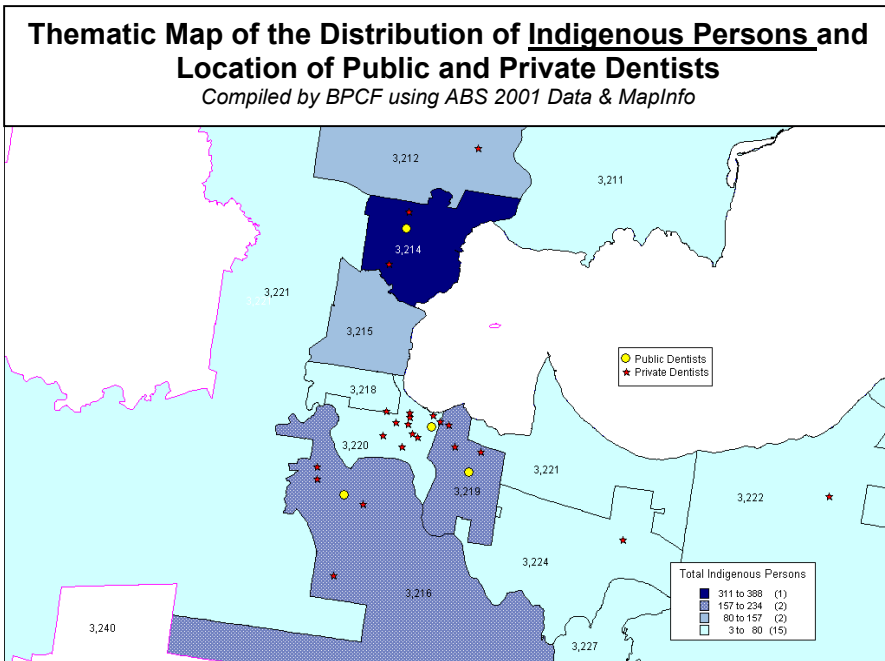 Thematic Map of the Distribution of Indigenous Persons and
Location of Public and Private Dentists
Compiled by BPCF using ABS 2001 Data & MapInfo
3,212
3,211
3,214
3,221
3,215
Public Dentists
Private Dentists
3,218
3,220
3,221
3,219
3,222
3,224
Total Indigenous Persons
311 to 388 (1)
157 to 234 (2)
80 to 157 (2)
3 to 80 (15)
3,216
3,240
3,227